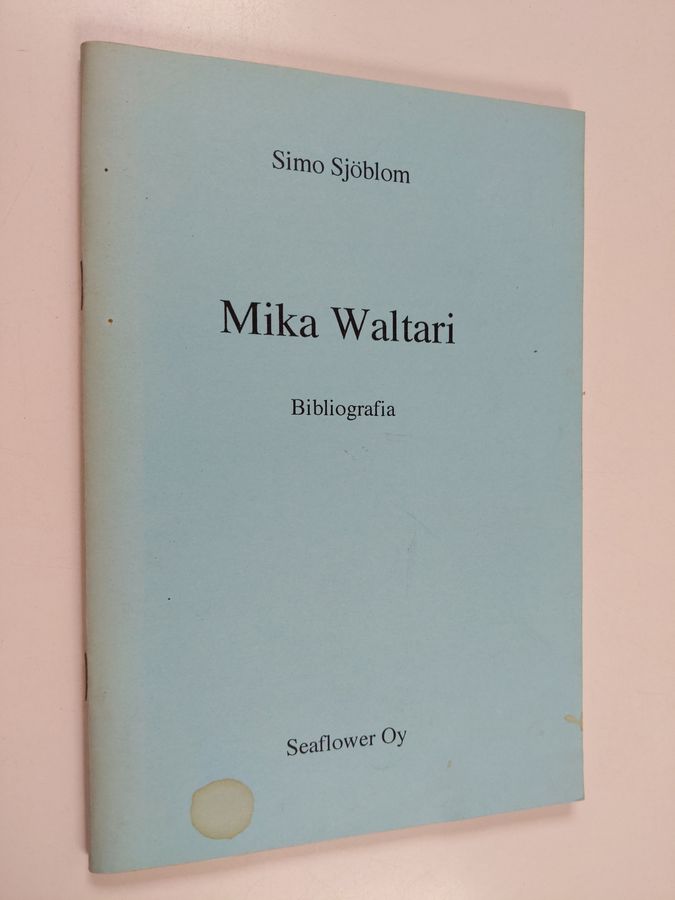 Simo Sjöblom
Mika Waltari
Bibliografia
Seaflower Oy